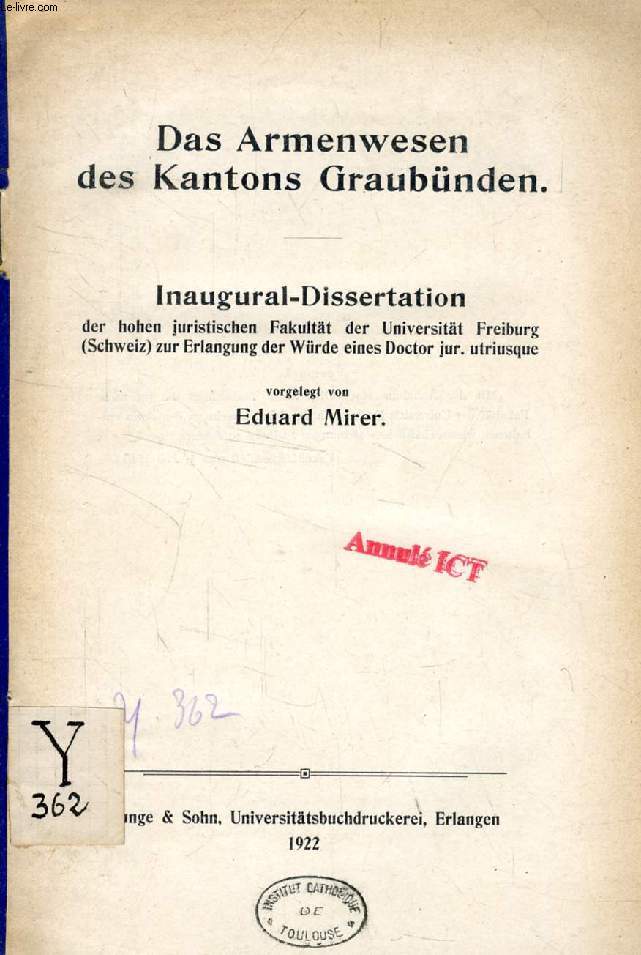 e-livre.com
Das Armenwesen
des Kantons Graubünden.
Inaugural-Dissertation
der hohen juristischen Fakultät der Universität Freiburg
(Schweiz) zur Erlangung der Würde eines Doctor jur. utriusque
vorgelegt von
Eduard Mirer.
Annulé ICT
Y 362
Y
362
& Sohn, Universitätsbuchdruckerei, Erlangen
1922
INSTITUT CATHOLIQUE
DE
TOULOUSE